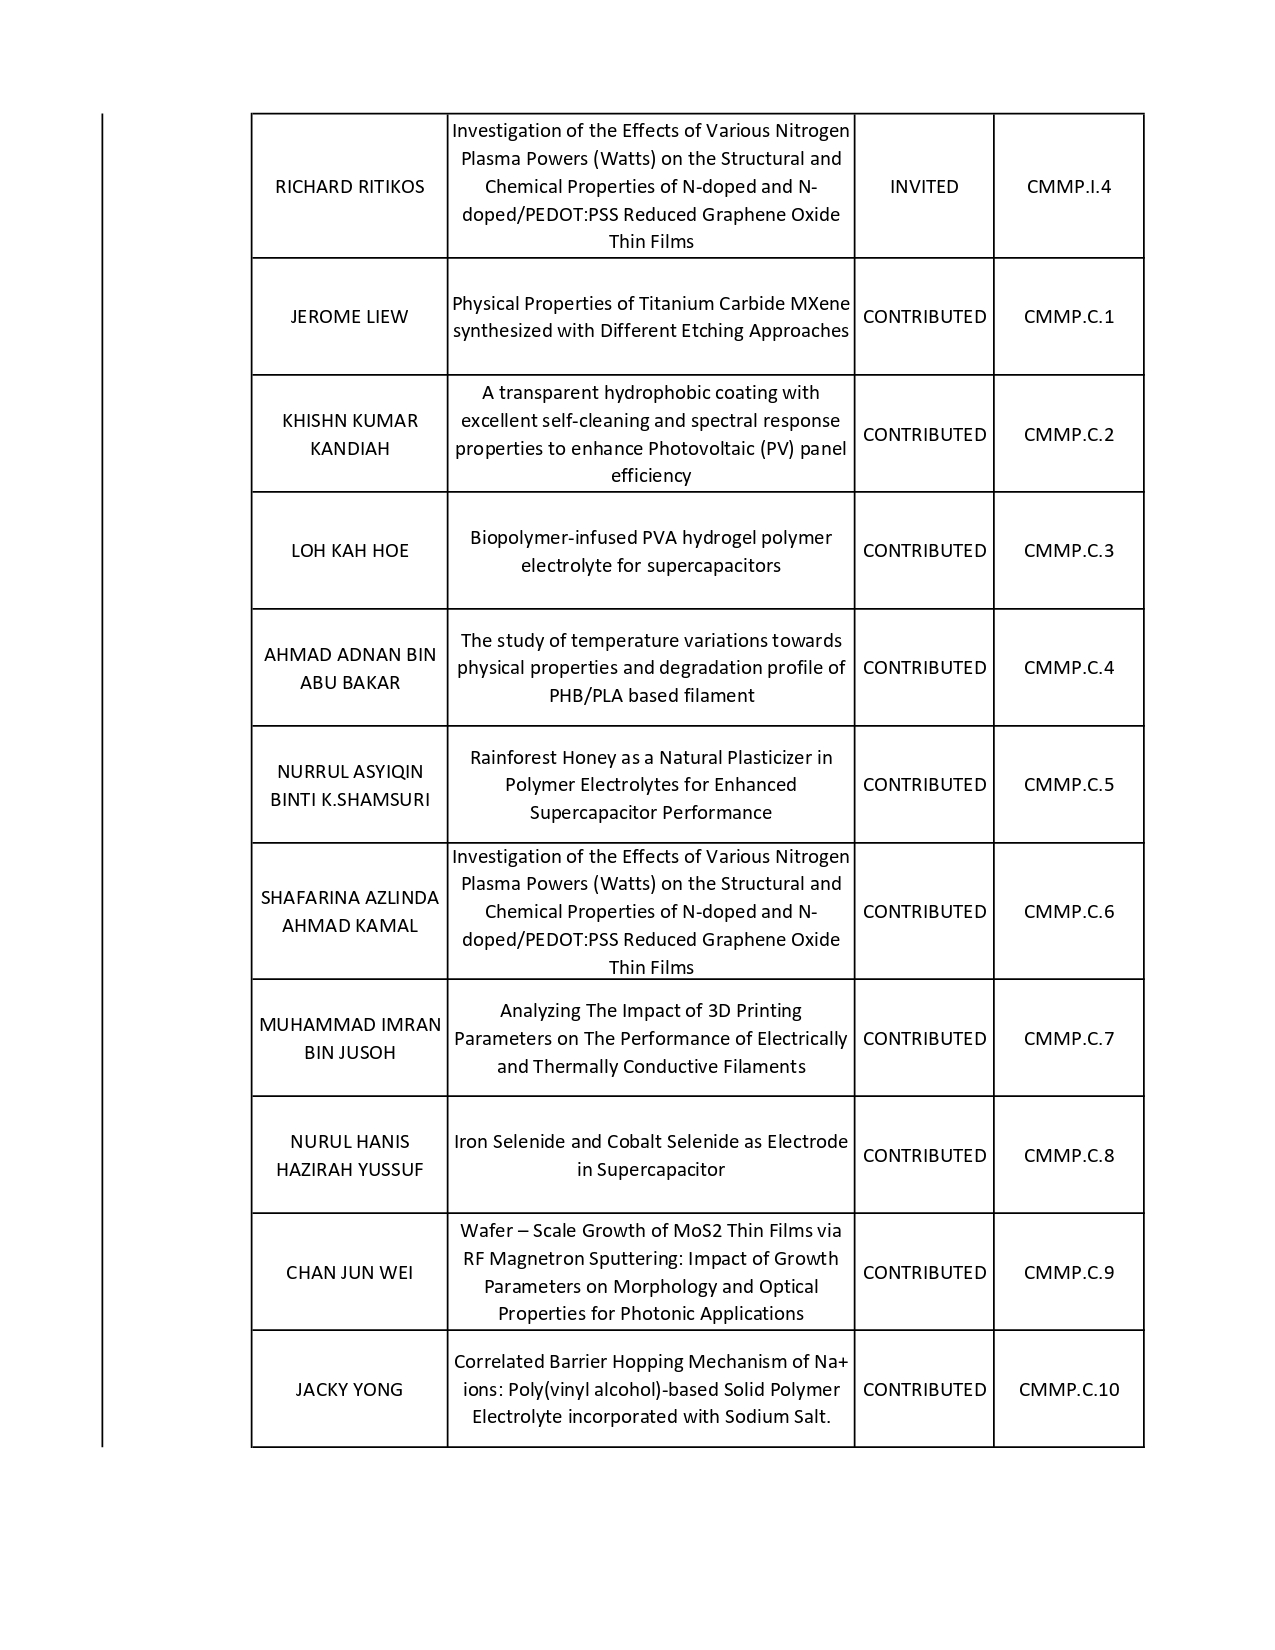 RICHARD RITIKOS
Investigation of the Effects of Various Nitrogen
Plasma Powers (Watts) on the Structural and
Chemical Properties of N-doped and N-
doped/PEDOT:PSS Reduced Graphene Oxide
Thin Films
INVITED
CMMP.I.4
JEROME LIEW
Physical Properties of Titanium Carbide MXene
synthesized with Different Etching Approaches
CONTRIBUTED
CMMP.C.1
KHISHN KUMAR
KANDIAH
A transparent hydrophobic coating with
excellent self-cleaning and spectral response
properties to enhance Photovoltaic (PV) panel
efficiency
CONTRIBUTED
CMMP.C.2
LOH KAH HOE
Biopolymer-infused PVA hydrogel polymer
electrolyte for supercapacitors
CONTRIBUTED
CMMP.C.3
AHMAD ADNAN BIN
ABU BAKAR
The study of temperature variations towards
physical properties and degradation profile of
PHB/PLA based filament
CONTRIBUTED
CMMP.C.4
NURRUL ASYIQIN
BINTI K.SHAMSURI
Rainforest Honey as a Natural Plasticizer in
Polymer Electrolytes for Enhanced
Supercapacitor Performance
CONTRIBUTED
CMMP.C.5
SHAFARINA AZLINDA
AHMAD KAMAL
Investigation of the Effects of Various Nitrogen
Plasma Powers (Watts) on the Structural and
Chemical Properties of N-doped and N-
doped/PEDOT:PSS Reduced Graphene Oxide
Thin Films
CONTRIBUTED
CMMP.C.6
MUHAMMAD IMRAN
BIN JUSOH
Analyzing The Impact of 3D Printing
Parameters on The Performance of Electrically
and Thermally Conductive Filaments
CONTRIBUTED
CMMP.C.7
NURUL HANIS
HAZIRAH YUSSUF
Iron Selenide and Cobalt Selenide as Electrode
in Supercapacitor
CONTRIBUTED
CMMP.C.8
CHAN JUN WEI
Wafer – Scale Growth of MoS2 Thin Films via
RF Magnetron Sputtering: Impact of Growth
Parameters on Morphology and Optical
Properties for Photonic Applications
CONTRIBUTED
CMMP.C.9
JACKY YONG
Correlated Barrier Hopping Mechanism of Na+
ions: Poly(vinyl alcohol)-based Solid Polymer
Electrolyte incorporated with Sodium Salt.
CONTRIBUTED
CMMP.C.10